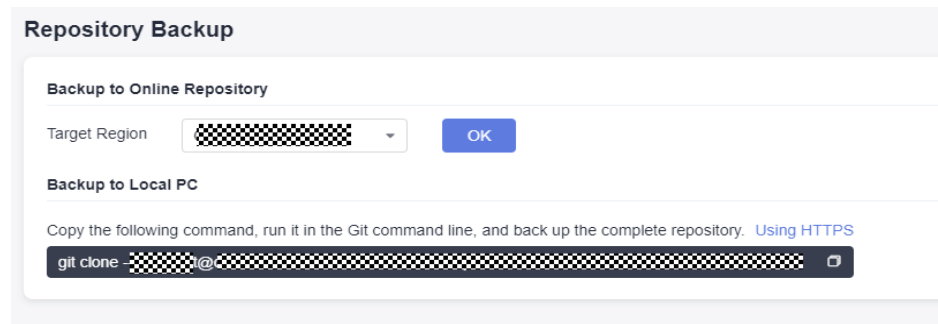 Repository Backup
Backup to Online Repository
Target Region
OK
Backup to Local PC
Copy the following command, run it in the Git command line, and back up the complete repository. Using HTTPS
git clone